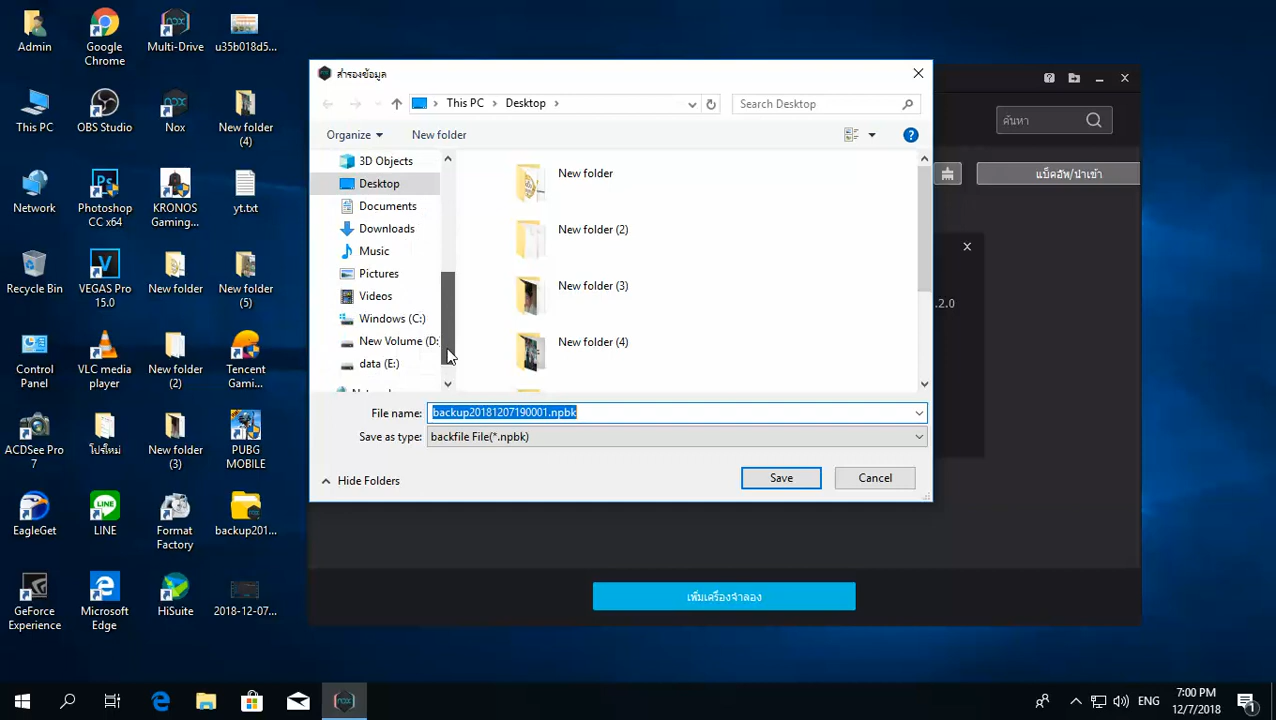 Admin
Google Chrome
Multi-Drive
u35b018d5...
This PC
OBS Studio
Nox
New folder (4)
Network
Photoshop CC x64
KRONOS Gaming...
yt.txt
Recycle Bin
VEGAS Pro 15.0
New folder
New folder (5)
Control Panel
VLC media player
New folder (2)
Tencent Gami...
ACDSee Pro 7
โปรใหม่
New folder (3)
PUBG MOBILE
EagleGet
LINE
Format Factory
backup201...
GeForce Experience
Microsoft Edge
HiSuite
2018-12-07...
สำรองข้อมูล
This PC
Desktop
Search Desktop
Organize
New folder
3D Objects
Desktop
Documents
Downloads
Music
Pictures
Videos
Windows (C:)
New Volume (D:
data (E:)
New folder
New folder (2)
New folder (3)
New folder (4)
File name:
backup20181207190001.npbk
Save as type:
backfile File(*.npbk)
Hide Folders
Save
Cancel
ค้นหา
แบ็คอัพ/นำเข้า
.2.0
เพิ่มเครื่องจำลอง
ENG
7:00 PM
12/7/2018
1